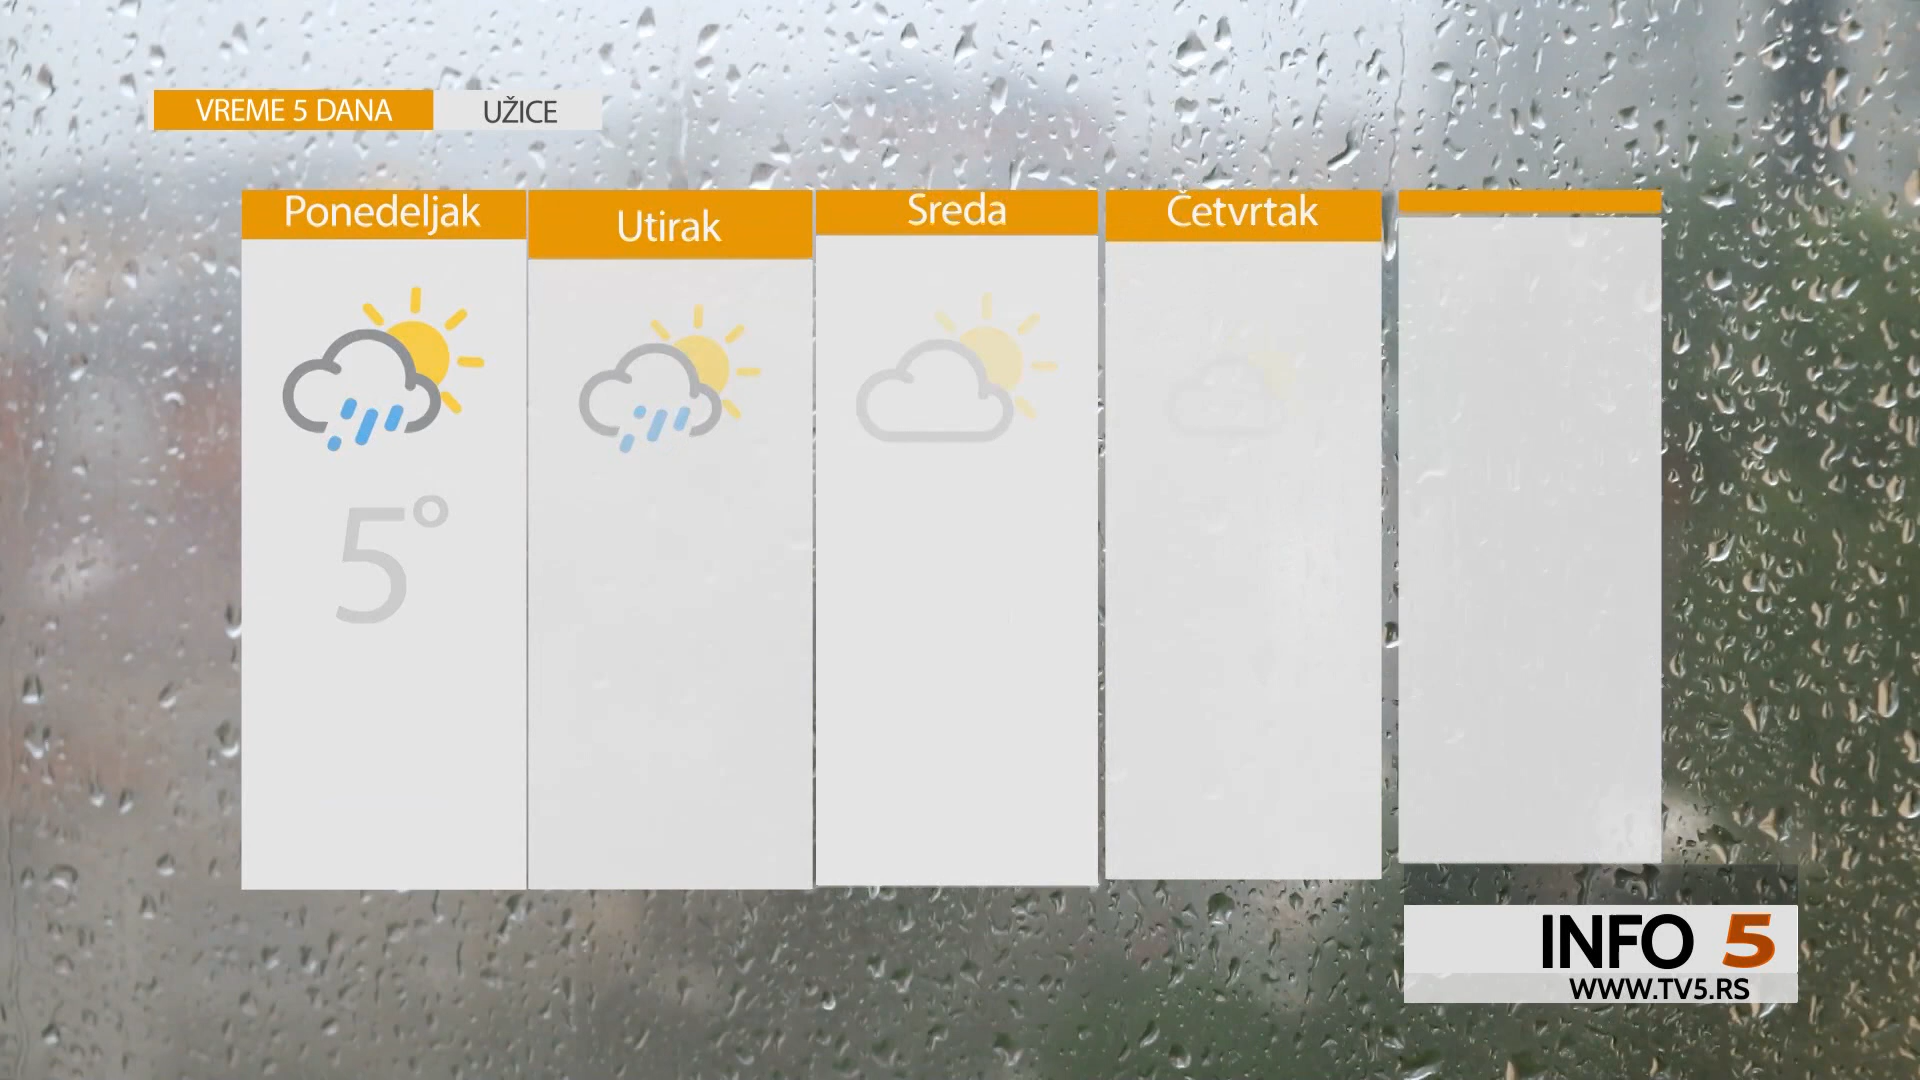 VREME 5 DANA UŽICE
Ponedeljak Utirak Sreda Četvrtak
5°
INFO 5
WWW.TV5.RS